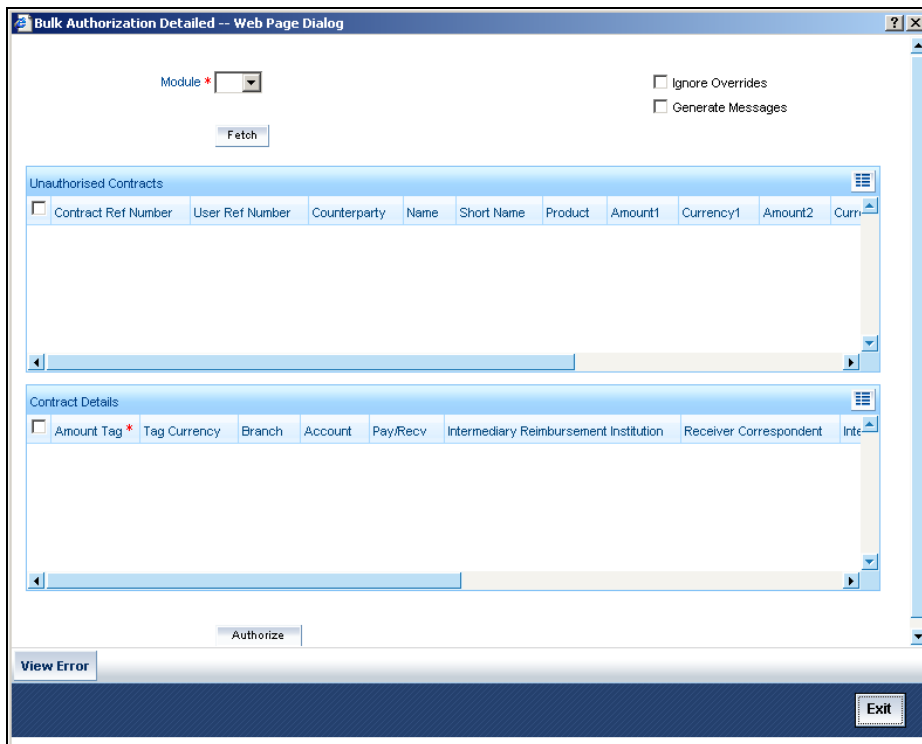 Bulk Authorization Detailed -- Web Page Dialog
Module *
Ignore Overrides
Generate Messages
Fetch
Unauthorised Contracts
Contract Ref Number User Ref Number Counterparty Name Short Name Product Amount1 Currency1 Amount2 Curr
Contract Details
Amount Tag * Tag Currency Branch Account Pay/Recv Intermediary Reimbursement Institution Receiver Correspondent Inte
Authorize
View Error
Exit